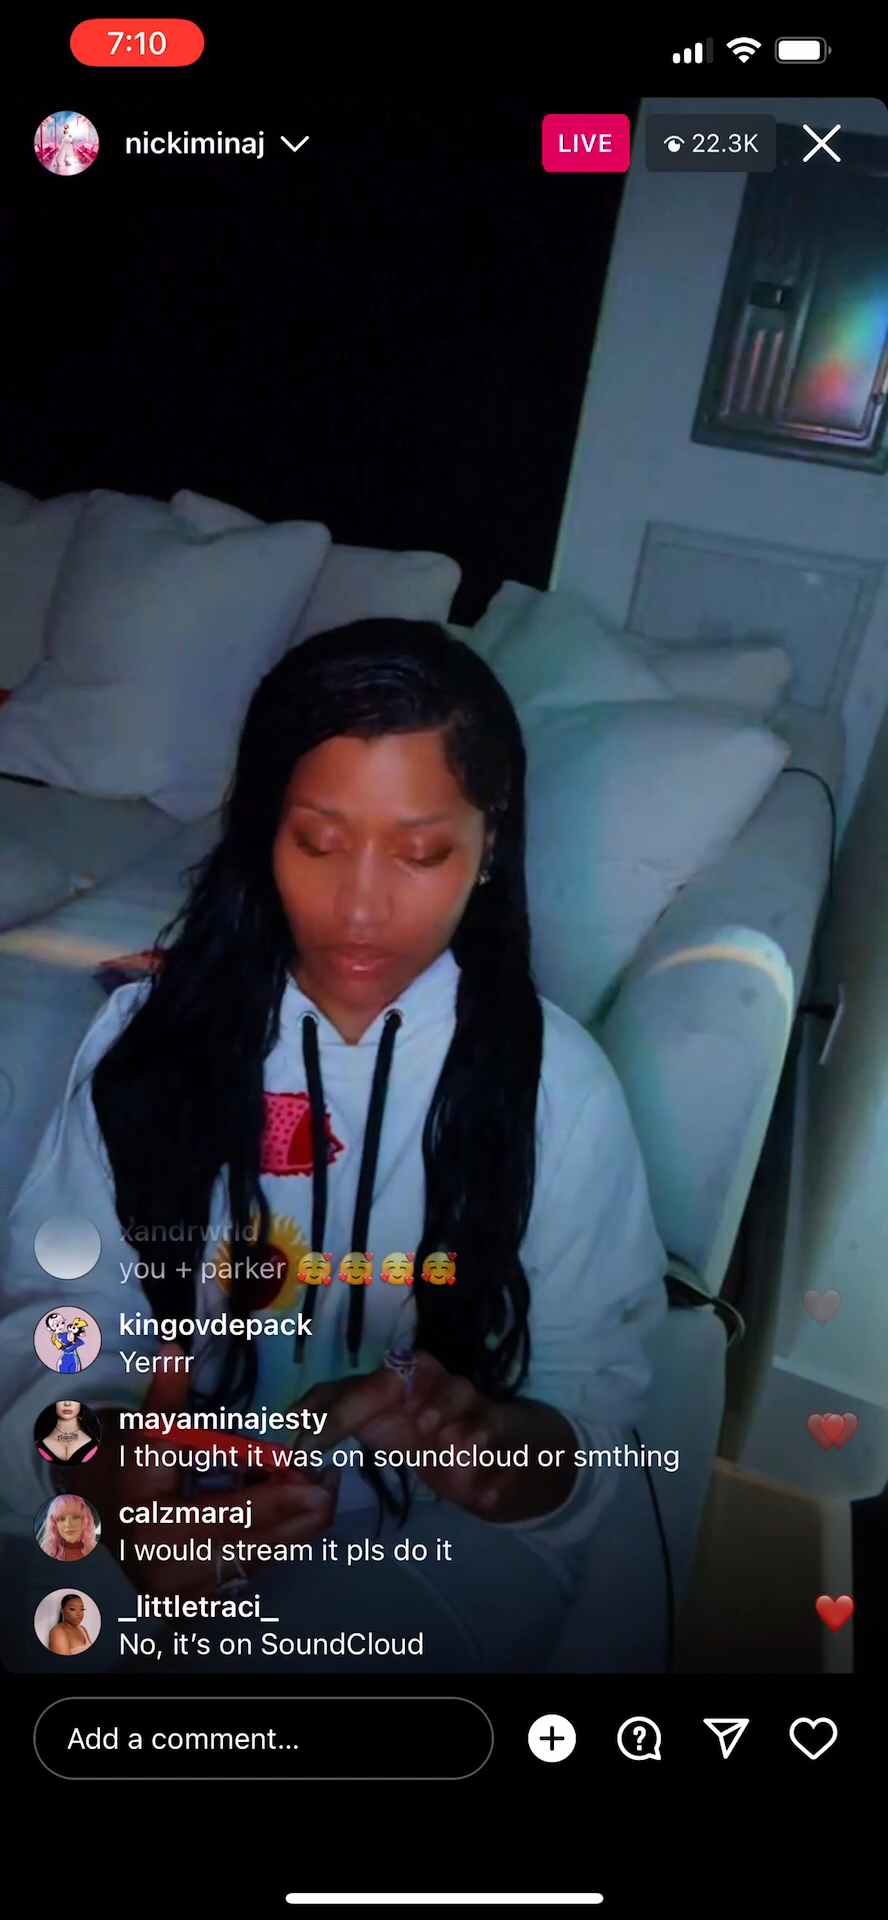 7:10
nickiminaj
LIVE
22.3K
xandrwrld
you + parker 🥰🥰🥰🥰
kingovdepack
Yerrrr
mayaminajesty
I thought it was on soundcloud or smthing
calzmaraj
I would stream it pls do it
_littletraci_
No, it's on SoundCloud
Add a comment...